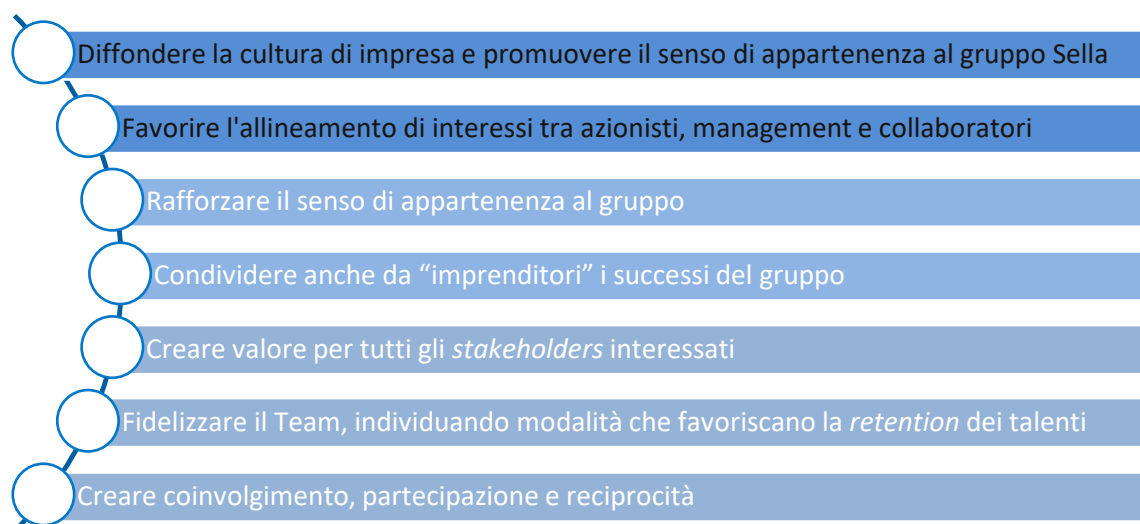 Diffondere la cultura di impresa e promuovere il senso di appartenenza al gruppo Sella
Favorire l'allineamento di interessi tra azionisti, management e collaboratori
Rafforzare il senso di appartenenza al gruppo
Condividere anche da “imprenditori” i successi del gruppo
Creare valore per tutti gli stakeholders interessati
Fidelizzare il Team, individuando modalità che favoriscano la retention dei talenti
Creare coinvolgimento, partecipazione e reciprocità